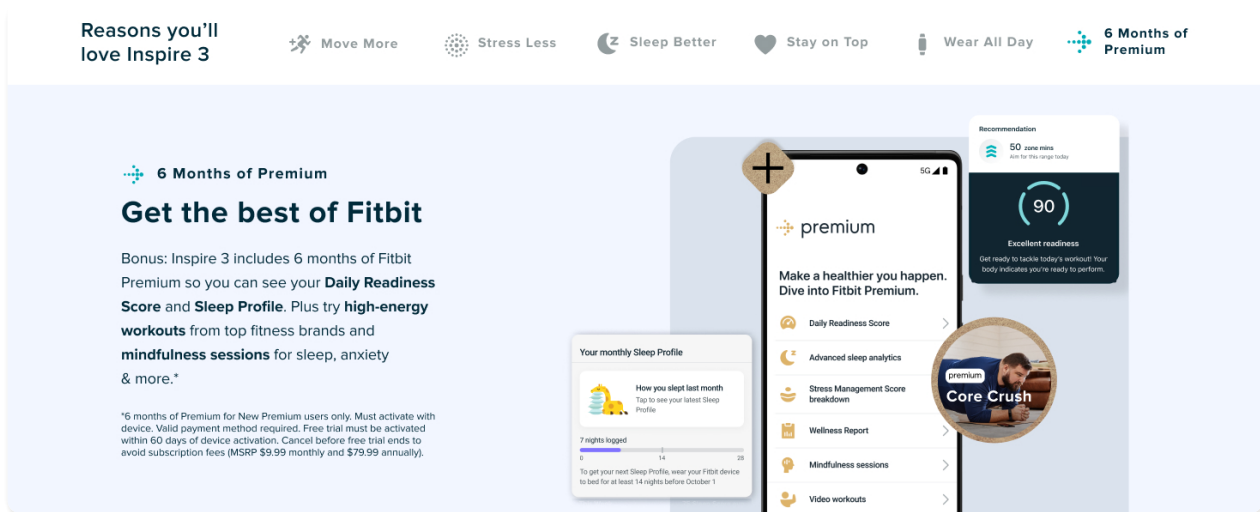 Reasons you'll
love Inspire 3
Move More
Stress Less
Sleep Better
Stay on Top
Wear All Day
6 Months of
Premium
6 Months of Premium
Get the best of Fitbit
Bonus: Inspire 3 includes 6 months of Fitbit
Premium so you can see your Daily Readiness
Score and Sleep Profile. Plus try high-energy
workouts from top fitness brands and
mindfulness sessions for sleep, anxiety
& more.*
*6 months of Premium for New Premium users only. Must activate with
device. Valid payment method required. Free trial must be activated
within 60 days of device activation. Cancel before free trial ends to
avoid subscription fees (MSRP $9.99 monthly and $79.99 annually).
Your monthly Sleep Profile
How you slept last month
Tap to see your latest Sleep
Profile
7 nights logged
0 14 28
To get your next Sleep Profile, wear your Fitbit device
to bed for at least 14 nights before October 1
5G
premium
Make a healthier you happen.
Dive into Fitbit Premium.
Daily Readiness Score
Advanced sleep analytics
Stress Management Score
breakdown
Wellness Report
Mindfulness sessions
Video workouts
Recommendation
50 zone mins
Aim for this range today
90
Excellent readiness
Get ready to tackle today's workout! Your
body indicates you're ready to perform.
premium
Core Crush